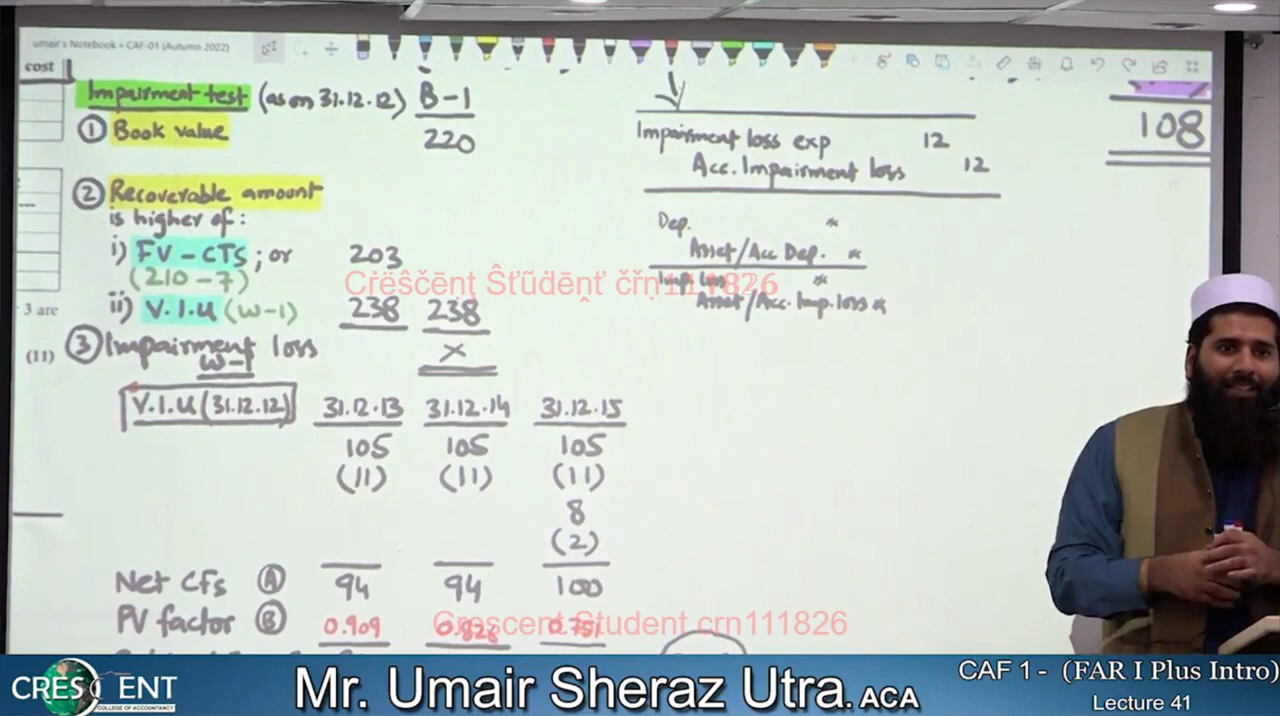 umair's Notebook » CAF-01 (Autumn 2022)
cost
Impairment test (as on 31.12.12) B-1
① Book value 220
② Recoverable amount
is higher of:
i) FV-CTS ; or 203
(210-7)
ii) V.I.U (W-1) 238 238
③ Impairment loss x
W-1
V.I.U (31.12.12) 31.12.13 31.12.14 31.12.15
105 105 105
(11) (11) (11)
8
(2)
Net CFs Ⓐ 94 94 100
PV factor Ⓑ 0.909 0.826 0.751
3 are
(11)
Impairment loss exp 12
Acc. Impairment loss 12
Dep. *
Asset/Acc Dep. *
Imp. loss *
Asset/Acc. Imp. loss *
108
Cŕëŝčēnt Ŝťũďēņť čřņ111826
Crescent Student crn111826
CRESCENT
COLLEGE OF ACCOUNTANCY
Mr. Umair Sheraz Utra. ACA
CAF 1 - (FAR I Plus Intro)
Lecture 41